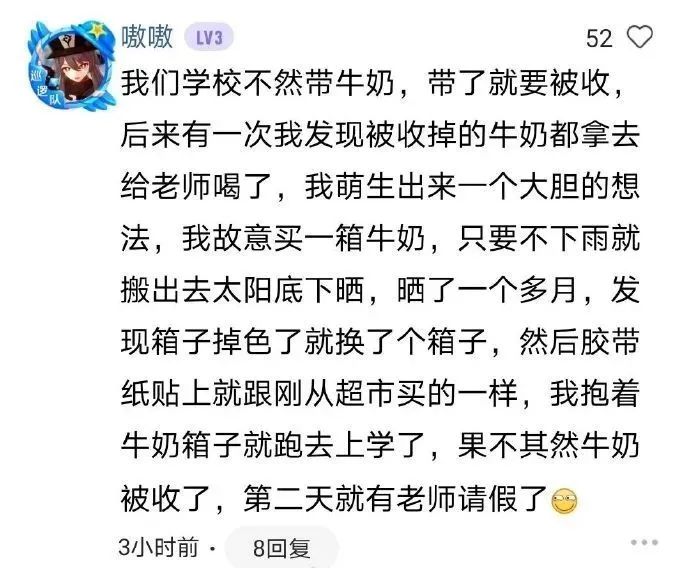 嗷嗷 LV3 52
我们学校不然带牛奶，带了就要被收，
后来有一次我发现被收掉的牛奶都拿去
给老师喝了，我萌生出来一个大胆的想
法，我故意买一箱牛奶，只要不下雨就
搬出去太阳底下晒，晒了一个多月，发
现箱子掉色了就换了个箱子，然后胶带
纸贴上就跟刚从超市买的一样，我抱着
牛奶箱子就跑去上学了，果不其然牛奶
被收了，第二天就有老师请假了
3小时前 · 8回复
巡逻队